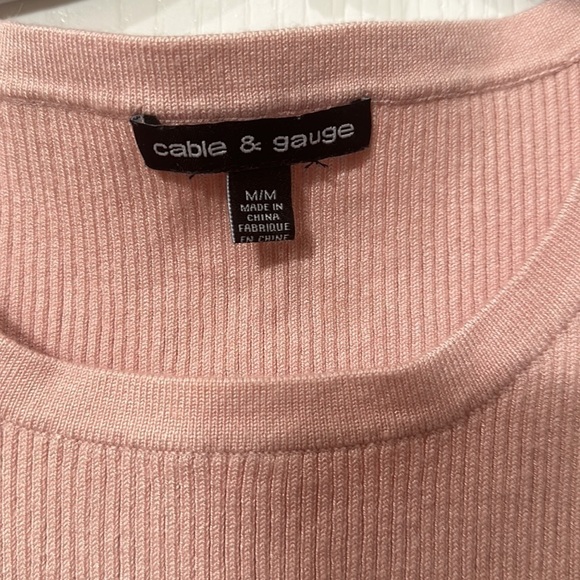 cable & gauge
M/M
MADE IN
CHINA
FABRIQUE
EN CHINE